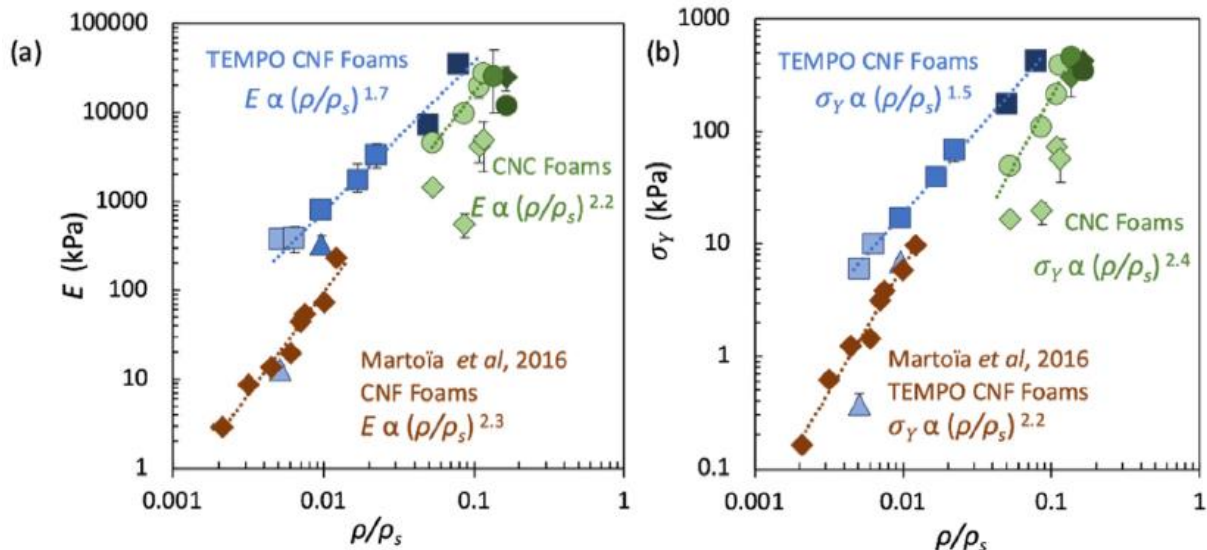 (a)
100000
10000
1000
100
10
1
E (kPa)
TEMPO CNF Foams
E α (ρ/ρs)^1.7
CNC Foams
E α (ρ/ρs)^2.2
Martoïa et al, 2016
CNF Foams
E α (ρ/ρs)^2.3
0.001
0.01
0.1
1
ρ/ρs
(b)
1000
100
10
1
0.1
σY (kPa)
TEMPO CNF Foams
σY α (ρ/ρs)^1.5
CNC Foams
σY α (ρ/ρs)^2.4
Martoïa et al, 2016
TEMPO CNF Foams
σY α (ρ/ρs)^2.2
0.001
0.01
0.1
1
ρ/ρs